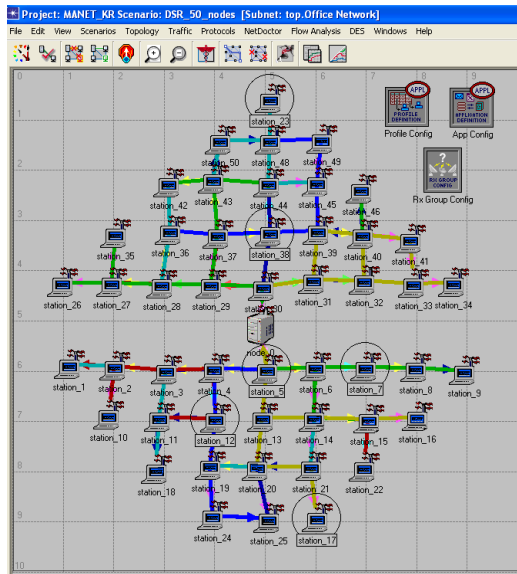 Project: MANET_KR Scenario: DSR_50_nodes [Subnet: top.Office Network]
File Edit View Scenarios Topology Traffic Protocols NetDoctor Flow Analysis DES Windows Help
0 1 2 3 4 5 6 7 8 9
APPL APPL
PROFILE DEFINITION APPLICATION DEFINITION
station_23 Profile Config App Config
1
station_50 station_48 station_49
?
RX GROUP CONFIG
2
Rx Group Config
station_42 station_43 station_44 station_45 station_46
3
station_35 station_36 station_37 station_38 station_39 station_40 station_41
4
station_26 station_27 station_28 station_29 station_30 station_31 station_32 station_33 station_34
5
node_0
6
station_1 station_2 station_3 station_4 station_5 station_6 station_7 station_8 station_9
7
station_10 station_11 station_12 station_13 station_14 station_15 station_16
8
station_18 station_19 station_20 station_21 station_22
9
station_24 station_25 station_17
10